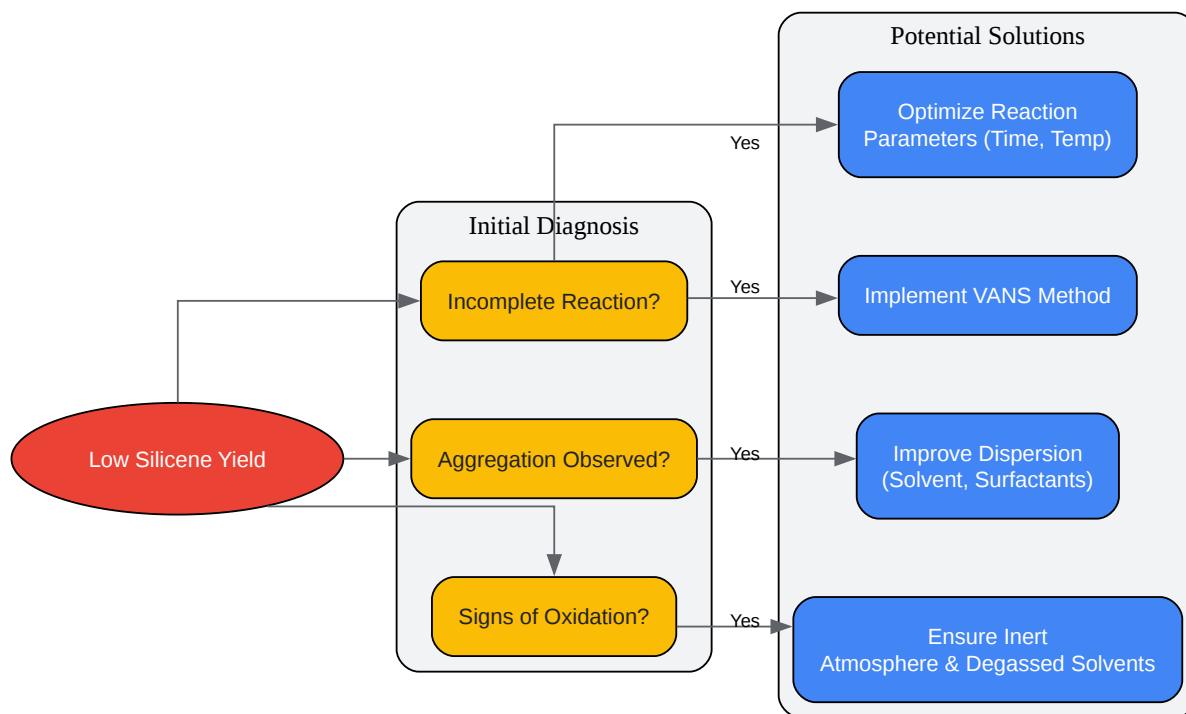 Potential Solutions
Optimize Reaction
Parameters (Time, Temp)
Yes
Initial Diagnosis
Incomplete Reaction?
Yes
Implement VANS Method
Low Silicene Yield
Aggregation Observed?
Yes
Improve Dispersion
(Solvent, Surfactants)
Signs of Oxidation?
Yes
Ensure Inert
Atmosphere & Degassed Solvents